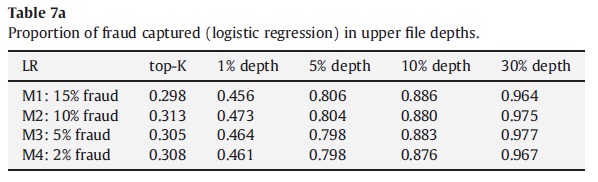 Table 7a
Proportion of fraud captured (logistic regression) in upper file depths.
LR top-K 1% depth 5% depth 10% depth 30% depth
M1: 15% fraud 0.298 0.456 0.806 0.886 0.964
M2: 10% fraud 0.313 0.473 0.804 0.880 0.975
M3: 5% fraud 0.305 0.464 0.798 0.883 0.977
M4: 2% fraud 0.308 0.461 0.798 0.876 0.967